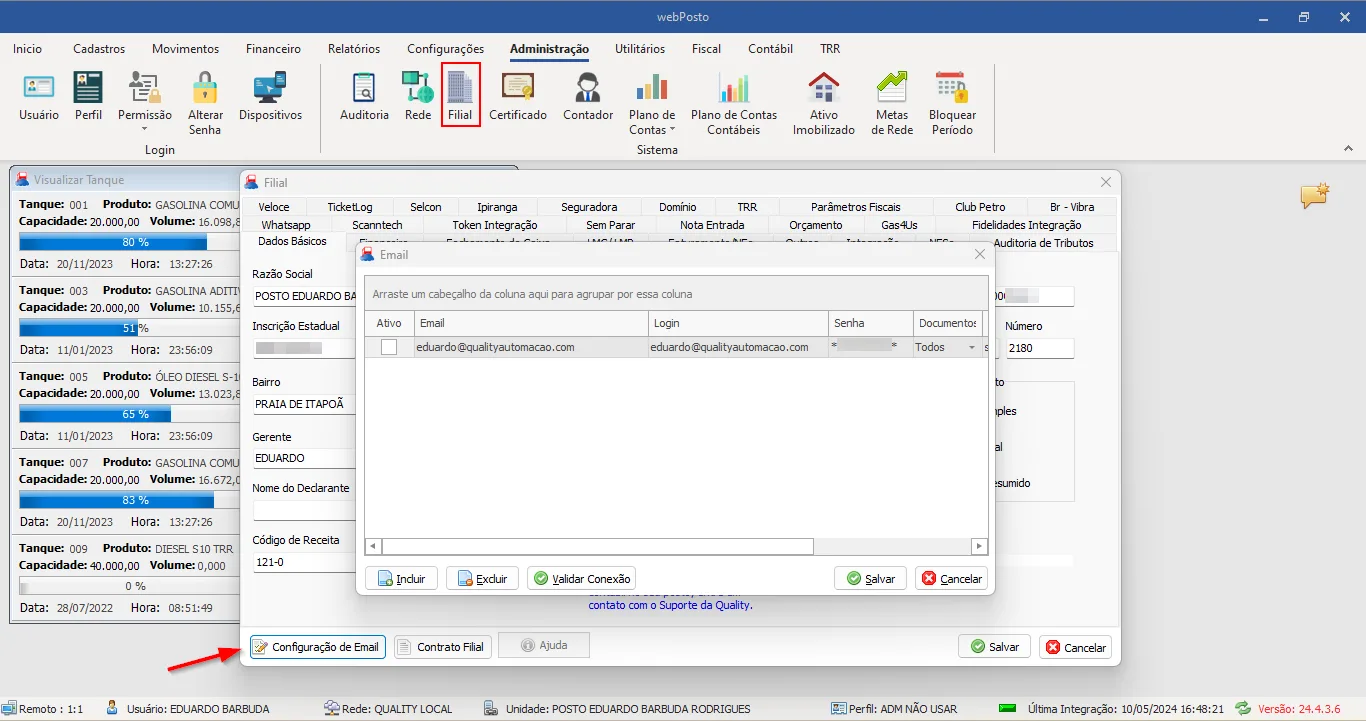 webPosto
Inicio Cadastros Movimentos Financeiro Relatórios Configurações Administração Utilitários Fiscal Contábil TRR
Usuário Perfil Permissão Alterar Senha Dispositivos
Login
Auditoria Rede Filial Certificado Contador Plano de Contas Plano de Contas Contábeis Ativo Imobilizado Metas de Rede Bloquear Período
Sistema
Visualizar Tanque
Tanque: 001 Produto: GASOLINA COMU
Capacidade: 20.000,00 Volume: 16.098,8
80 %
Data: 20/11/2023 Hora: 13:27:26
Tanque: 003 Produto: GASOLINA ADITIV
Capacidade: 20.000,00 Volume: 10.155,6
51 %
Data: 11/01/2023 Hora: 23:56:09
Tanque: 005 Produto: ÓLEO DIESEL S-10
Capacidade: 20.000,00 Volume: 13.023,8
65 %
Data: 11/01/2023 Hora: 23:56:09
Tanque: 007 Produto: GASOLINA COMU
Capacidade: 20.000,00 Volume: 16.672,0
83 %
Data: 20/11/2023 Hora: 13:27:26
Tanque: 009 Produto: DIESEL S10 TRR
Capacidade: 40.000,00 Volume: 0,000
0 %
Data: 28/07/2022 Hora: 08:51:49
Filial
Veloce TicketLog Selcon Ipiranga Seguradora Domínio TRR Parâmetros Fiscais Club Petro Br - Vibra
Whatsapp Scanntech Token Integração Sem Parar Nota Entrada Orçamento Gas4Us Fidelidades Integração
Dados Básicos Auditoria de Tributos
Razão Social
POSTO EDUARDO BA
Inscrição Estadual
Número
2180
Bairro
PRAIA DE ITAPOÃ
Gerente
EDUARDO
Nome do Declarante
Código de Receita
121-0
to
nples
al
esumido
Email
Arraste um cabeçalho da coluna aqui para agrupar por essa coluna
Ativo Email Login Senha Documentos
eduardo@qualityautomacao.com eduardo@qualityautomacao.com * * Todos s
Incluir Excluir Validar Conexão Salvar Cancelar
contato com o Suporte da Quality.
Configuração de Email Contrato Filial Ajuda Salvar Cancelar
Remoto : 1:1 Usuário: EDUARDO BARBUDA Rede: QUALITY LOCAL Unidade: POSTO EDUARDO BARBUDA RODRIGUES Perfil: ADM NÃO USAR Última Integração: 10/05/2024 16:48:21 Versão: 24.4.3.6